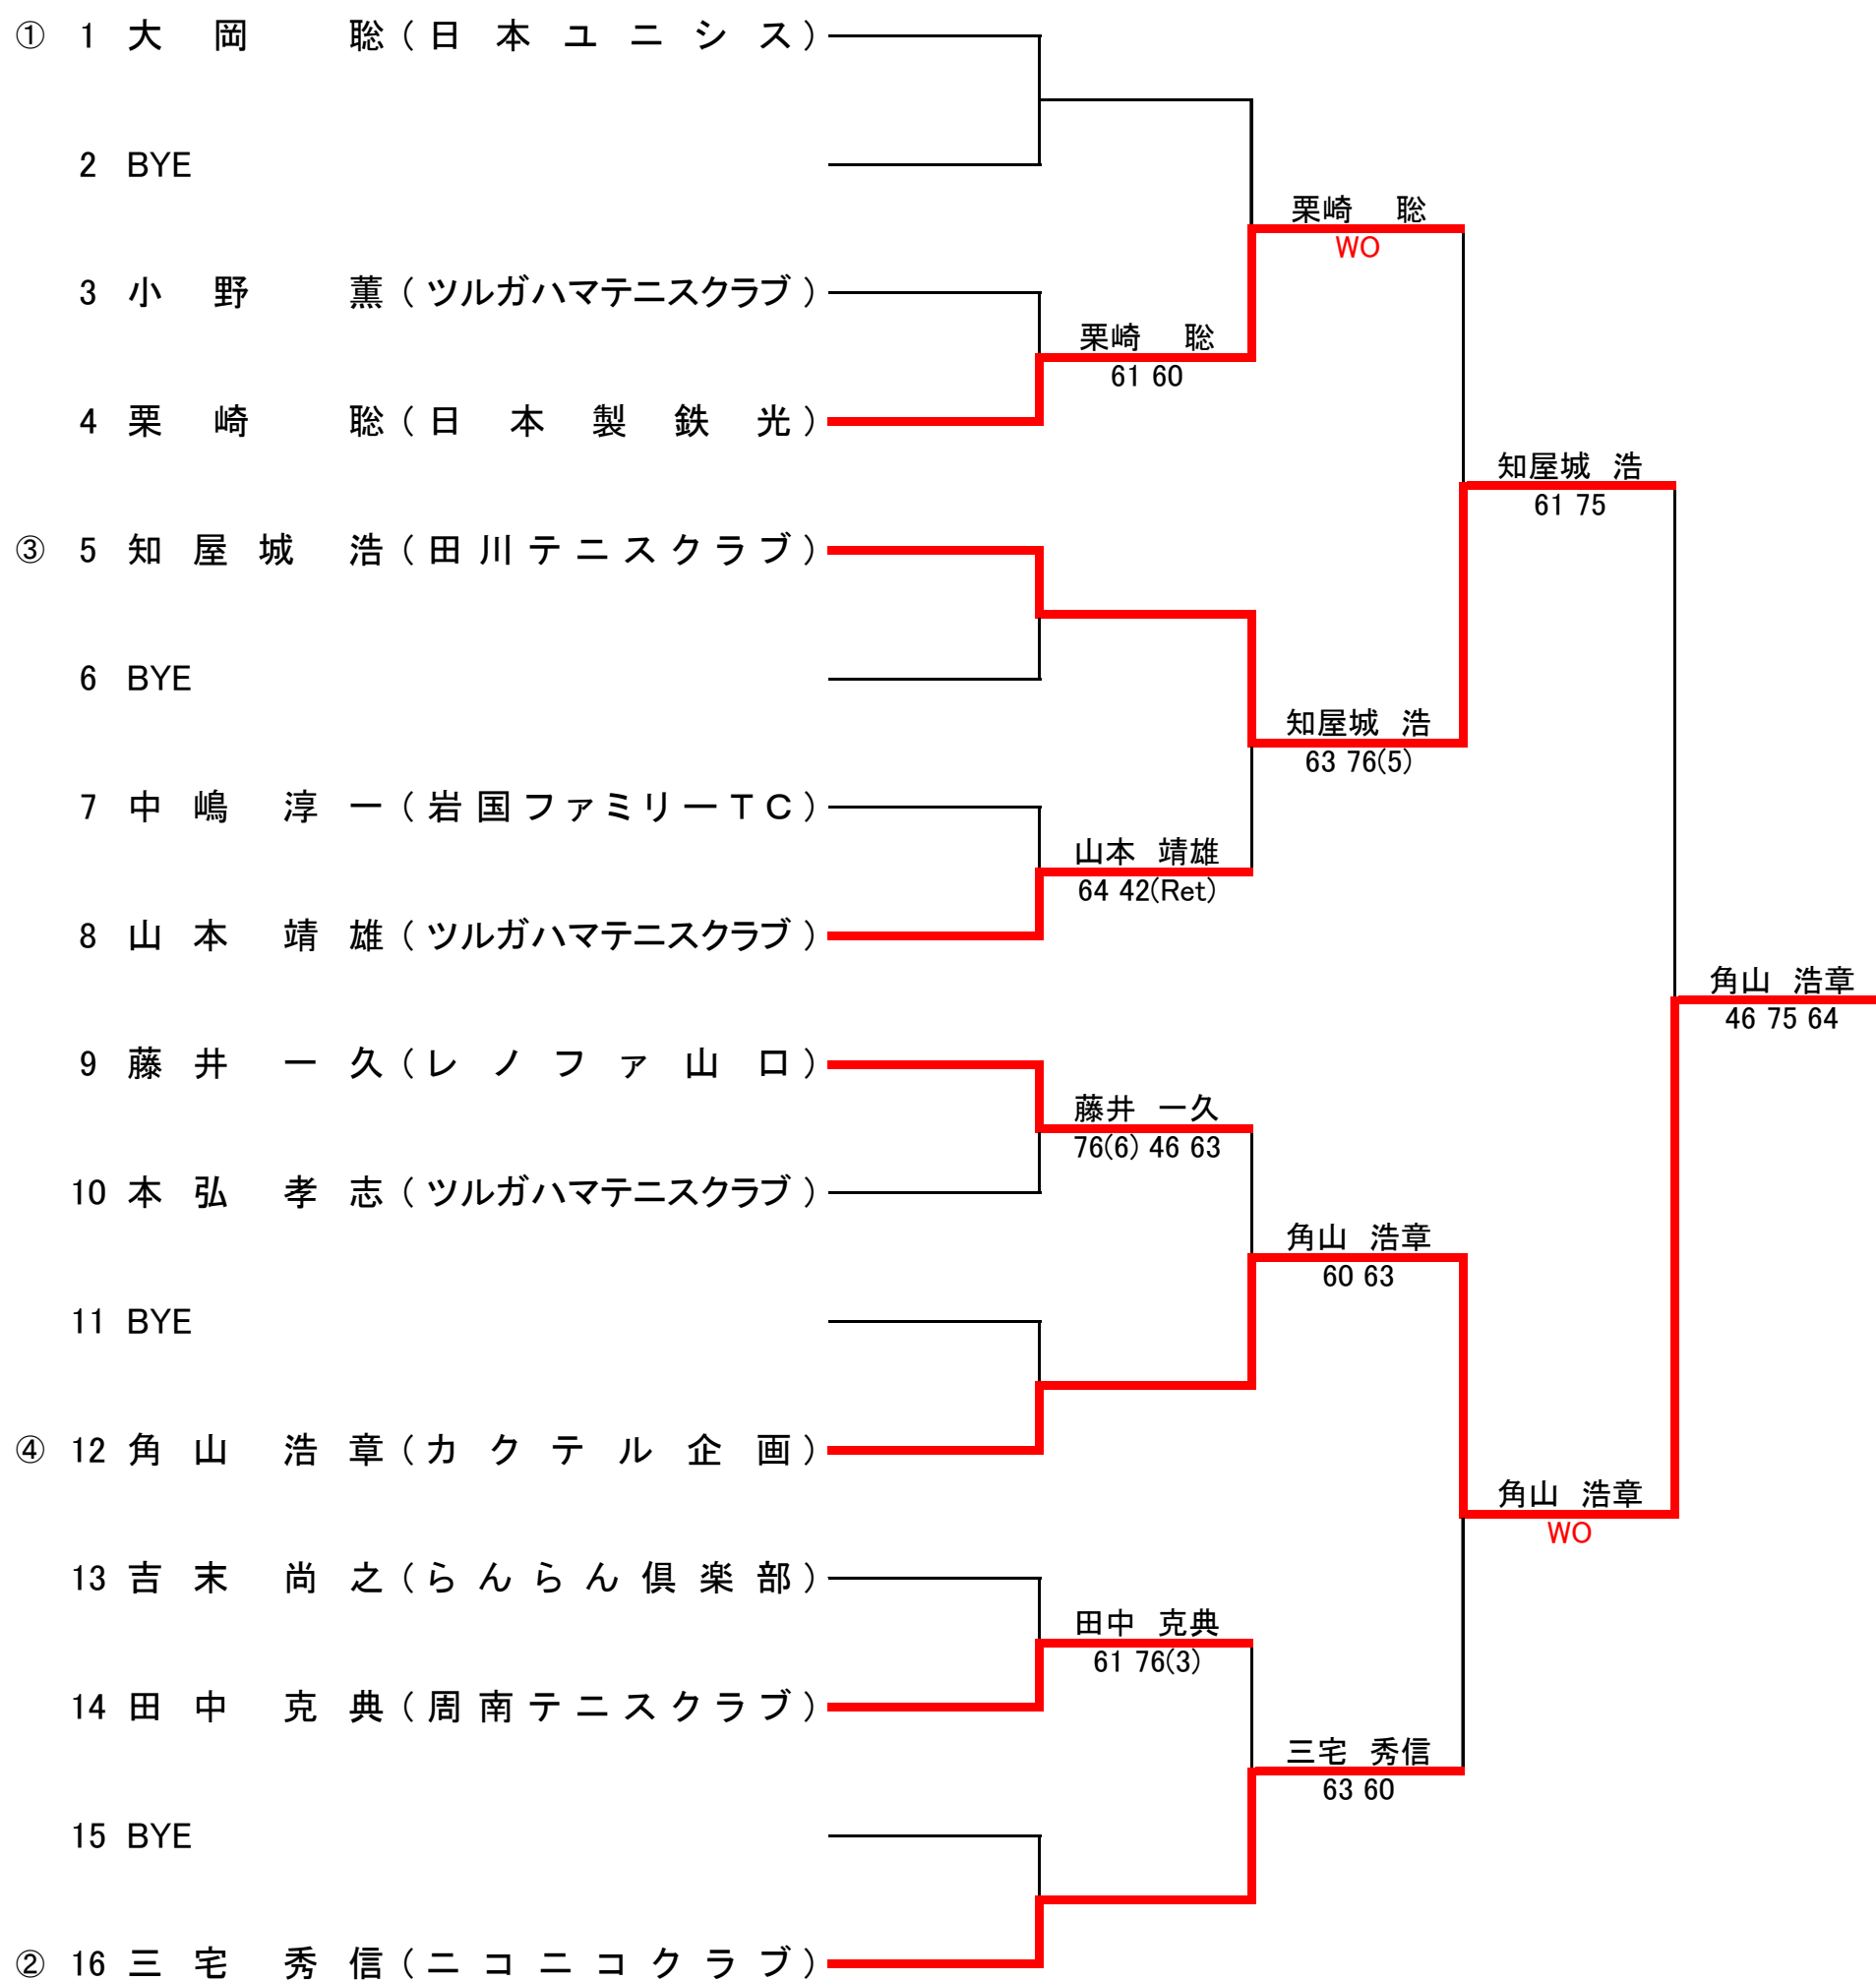 ① 1 大岡 聡(日本ユニシス)
2 BYE
栗崎 聡
WO
3 小野 薫(ツルガハマテニスクラブ)
栗崎 聡
61 60
4 栗崎 聡(日本製鉄光)
知屋城 浩
61 75
③ 5 知屋城 浩(田川テニスクラブ)
6 BYE
知屋城 浩
63 76(5)
7 中嶋 淳一(岩国ファミリーTC)
山本 靖雄
64 42(Ret)
8 山本 靖雄(ツルガハマテニスクラブ)
角山 浩章
46 75 64
9 藤井 一久(レノファ山口)
藤井 一久
76(6) 46 63
10 本弘 孝志(ツルガハマテニスクラブ)
角山 浩章
60 63
11 BYE
④ 12 角山 浩章(カクテル企画)
角山 浩章
WO
13 吉末 尚之(らんらん倶楽部)
田中 克典
61 76(3)
14 田中 克典(周南テニスクラブ)
三宅 秀信
63 60
15 BYE
② 16 三宅 秀信(ニコニコクラブ)